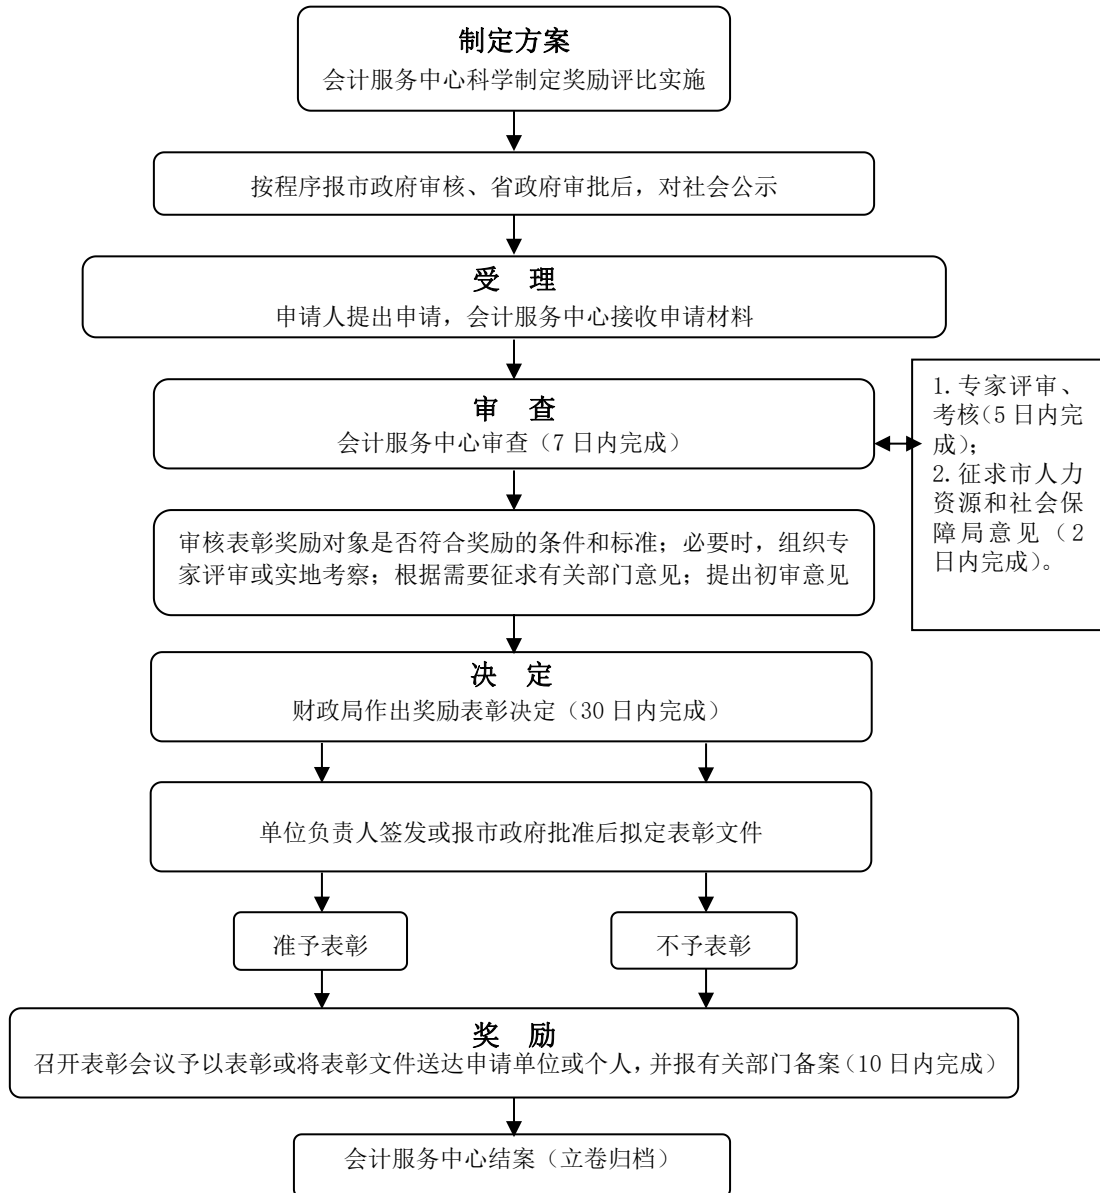 制定方案
会计服务中心科学制定奖励评比实施
按程序报市政府审核、省政府审批后，对社会公示
受　理
申请人提出申请，会计服务中心接收申请材料
审　查
会计服务中心审查（7 日内完成）
1. 专家评审、
考核（5 日内完
成）；
2. 征求市人力
资源和社会保
障局意见（2
日内完成）。
审核表彰奖励对象是否符合奖励的条件和标准；必要时，组织专
家评审或实地考察；根据需要征求有关部门意见；提出初审意见
决　定
财政局作出奖励表彰决定（30 日内完成）
单位负责人签发或报市政府批准后拟定表彰文件
准予表彰
不予表彰
奖　励
召开表彰会议予以表彰或将表彰文件送达申请单位或个人，并报有关部门备案（10 日内完成）
会计服务中心结案（立卷归档）